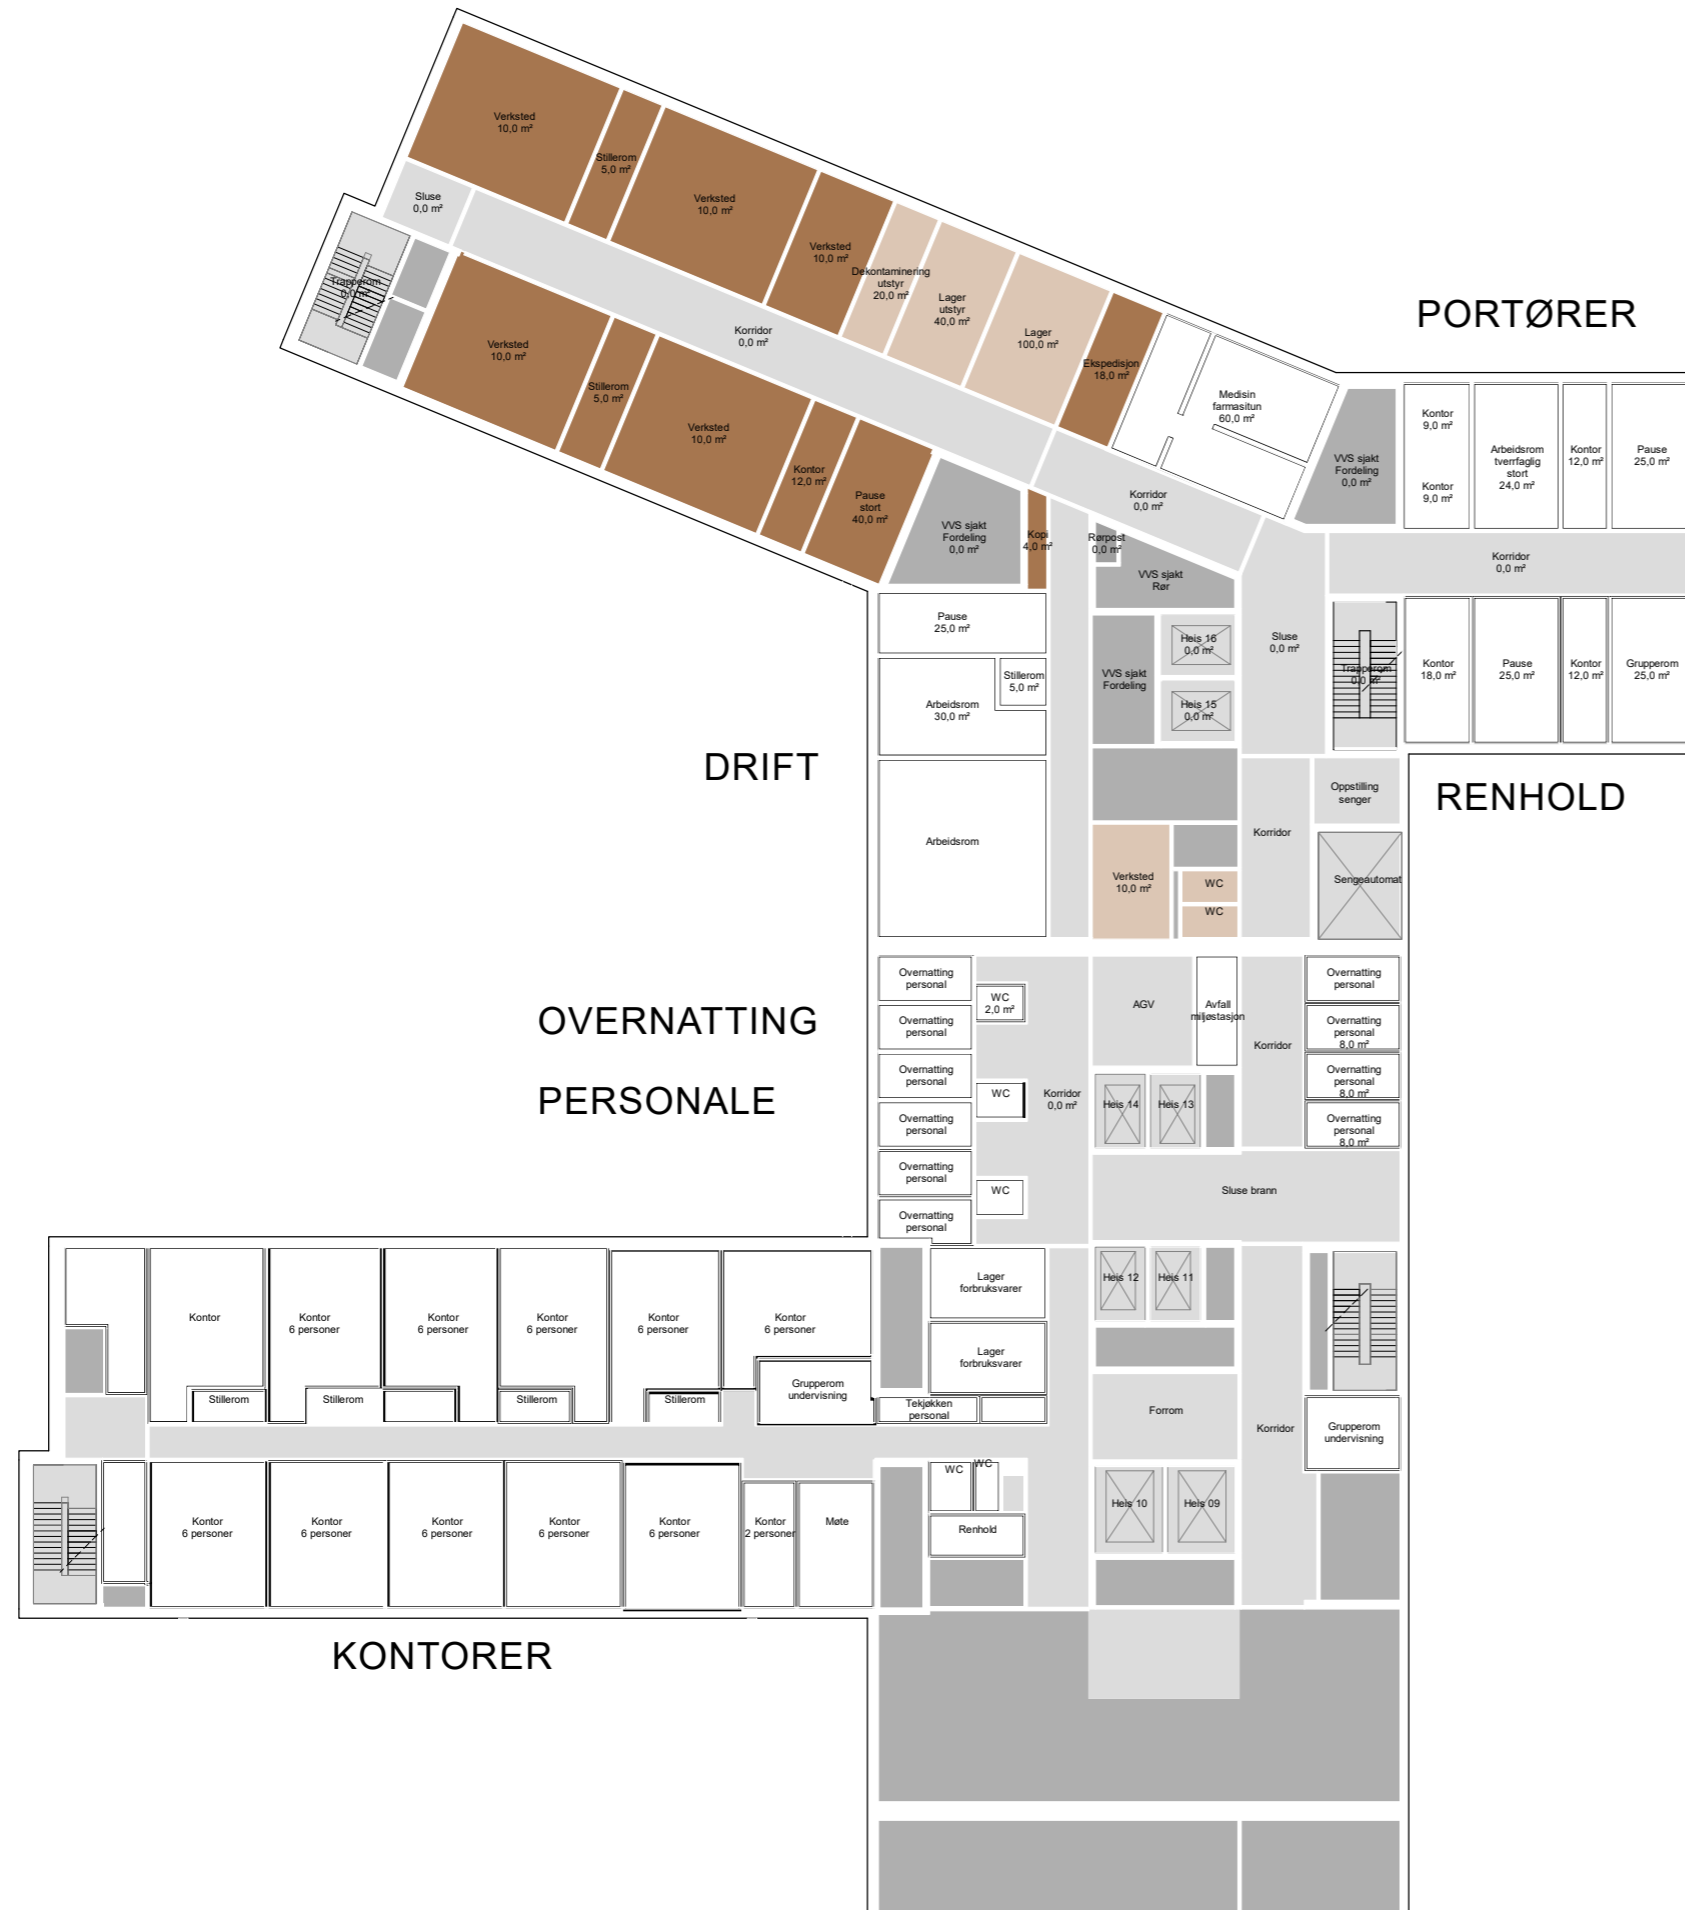 Verksted
10,0 m²
Stillerom
5,0 m²
Verksted
10,0 m²
Verksted
10,0 m²
Dekontaminering
utstyr
20,0 m²
Lager
utstyr
40,0 m²
Lager
100,0 m²
Ekspedisjon
18,0 m²
Medisin
farmasitun
60,0 m²
Sluse
0,0 m²
Trapperom
0,0 m²
Korridor
0,0 m²
Verksted
10,0 m²
Stillerom
5,0 m²
Verksted
10,0 m²
Kontor
12,0 m²
Pause
stort
40,0 m²
VVS sjakt
Fordeling
0,0 m²
Kopi
4,0 m²
Rørpost
0,0 m²
VVS sjakt
Rør
Korridor
0,0 m²
PORTØRER
VVS sjakt
Fordeling
0,0 m²
Kontor
9,0 m²
Kontor
9,0 m²
Arbeidsrom
tverrfaglig
stort
24,0 m²
Kontor
12,0 m²
Pause
25,0 m²
Korridor
0,0 m²
Pause
25,0 m²
Stillerom
5,0 m²
Arbeidsrom
30,0 m²
VVS sjakt
Fordeling
Heis 16
0,0 m²
Heis 15
0,0 m²
Sluse
0,0 m²
Trapperom
0,0 m²
Kontor
18,0 m²
Pause
25,0 m²
Kontor
12,0 m²
Grupperom
25,0 m²
DRIFT
RENHOLD
Oppstilling
senger
Arbeidsrom
Korridor
Verksted
10,0 m²
WC
WC
Sengeautomat
OVERNATTING
PERSONALE
Overnatting
personal
Overnatting
personal
Overnatting
personal
Overnatting
personal
Overnatting
personal
Overnatting
personal
WC
2,0 m²
WC
WC
Korridor
0,0 m²
AGV
Avfall
miljøstasjon
Korridor
Overnatting
personal
Overnatting
personal
8,0 m²
Overnatting
personal
8,0 m²
Overnatting
personal
8,0 m²
Heis 14
Heis 13
Sluse brann
Heis 12
Heis 11
Kontor
Kontor
6 personer
Kontor
6 personer
Kontor
6 personer
Kontor
6 personer
Kontor
6 personer
Lager
forbruksvarer
Lager
forbruksvarer
Stillerom
Stillerom
Stillerom
Stillerom
Grupperom
undervisning
Tekjøkken
personal
Forrom
Korridor
Grupperom
undervisning
Kontor
6 personer
Kontor
6 personer
Kontor
6 personer
Kontor
6 personer
Kontor
6 personer
Kontor
2 personer
Møte
WC
WC
Renhold
Heis 10
Heis 09
KONTORER